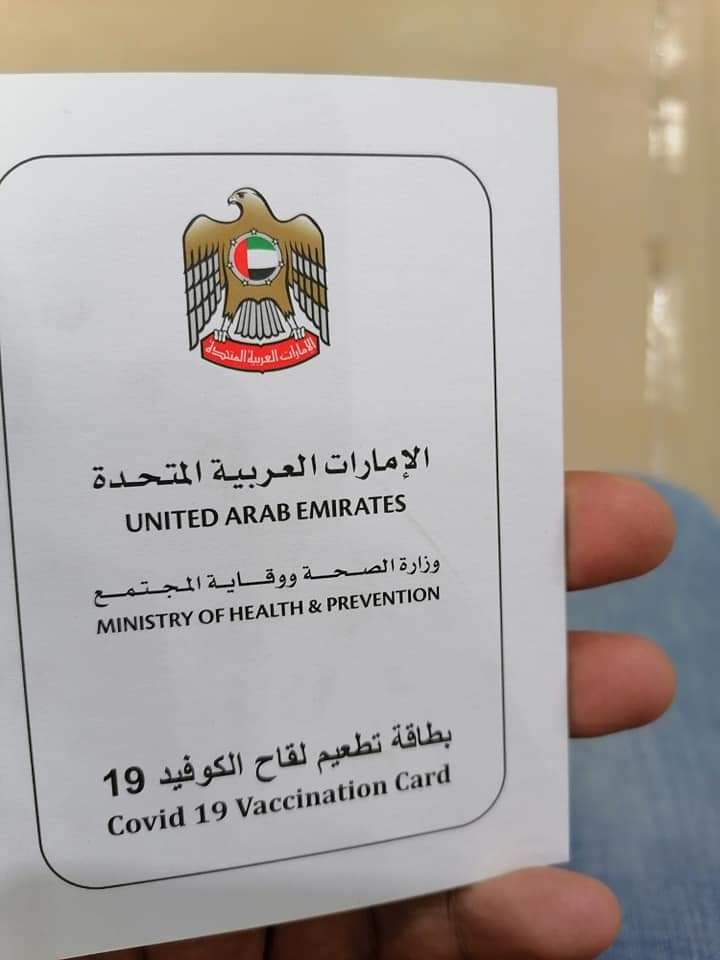 الإمارات العربية المتحدة
الإمارات العربية المتحدة
UNITED ARAB EMIRATES
وزارة الصحة ووقاية المجتمع
MINISTRY OF HEALTH & PREVENTION
بطاقة تطعيم لقاح الكوفيد 19
Covid 19 Vaccination Card